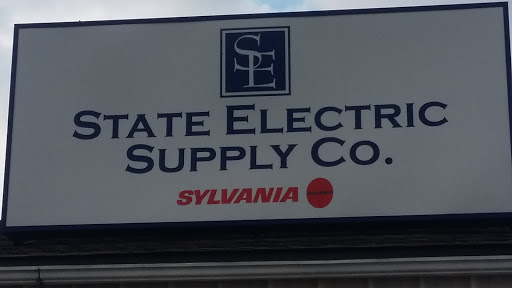 SE
STATE ELECTRIC
SUPPLY CO.
SYLVANIA